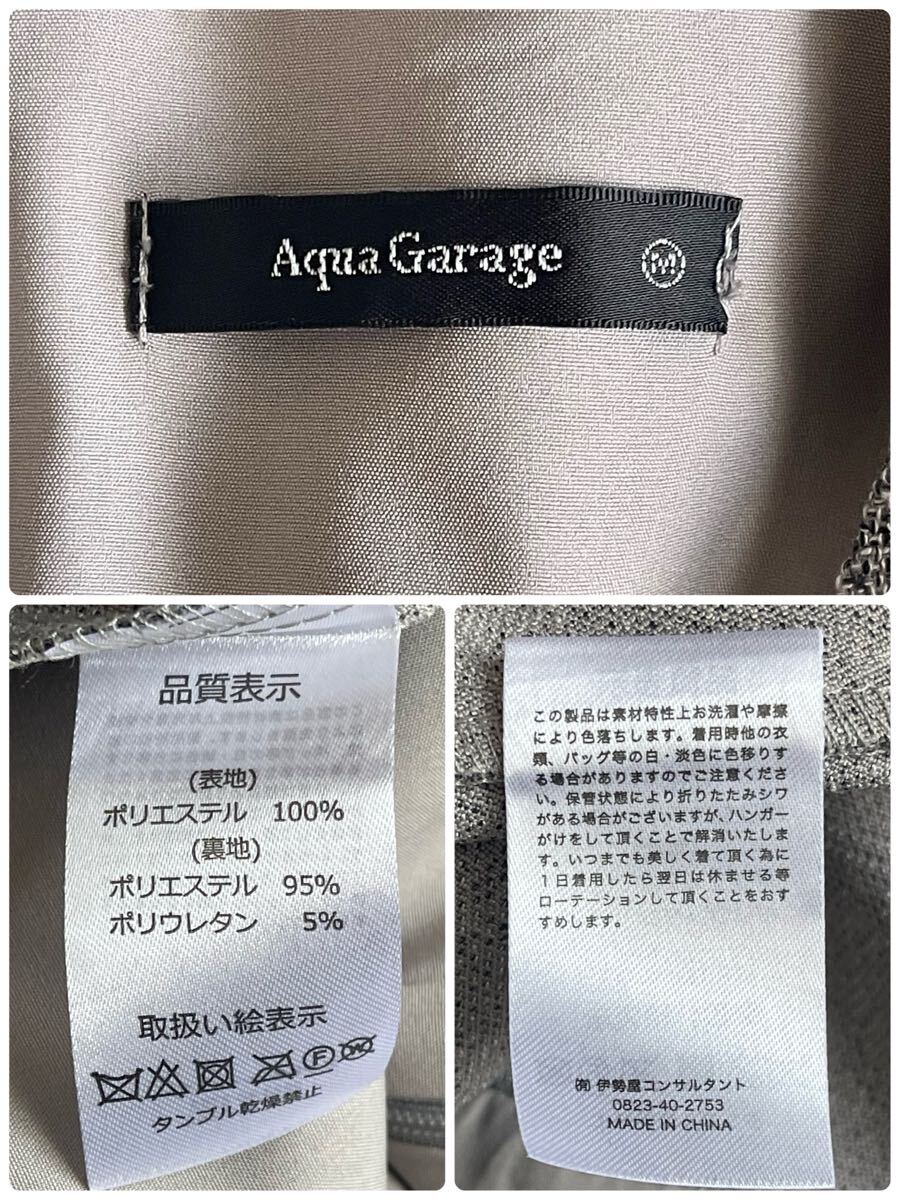 Aqua Garage M
品質表示
(表地)
ポリエステル 100%
(裏地)
ポリエステル 95%
ポリウレタン 5%
取扱い絵表示
F W
タンブル乾燥禁止
この製品は素材特性上お洗濯や摩擦
により色落ちします。着用時他の衣
類、バッグ等の白・淡色に色移りす
る場合がありますのでご注意くださ
い。保管状態により折りたたみシワ
がある場合がございますが、ハンガー
がけをして頂くことで解消いたしま
す。いつまでも美しく着て頂く為に
1日着用したら翌日は休ませる等
ローテーションして頂くことをおす
すめします。
㈲ 伊勢屋コンサルタント
0823-40-2753
MADE IN CHINA